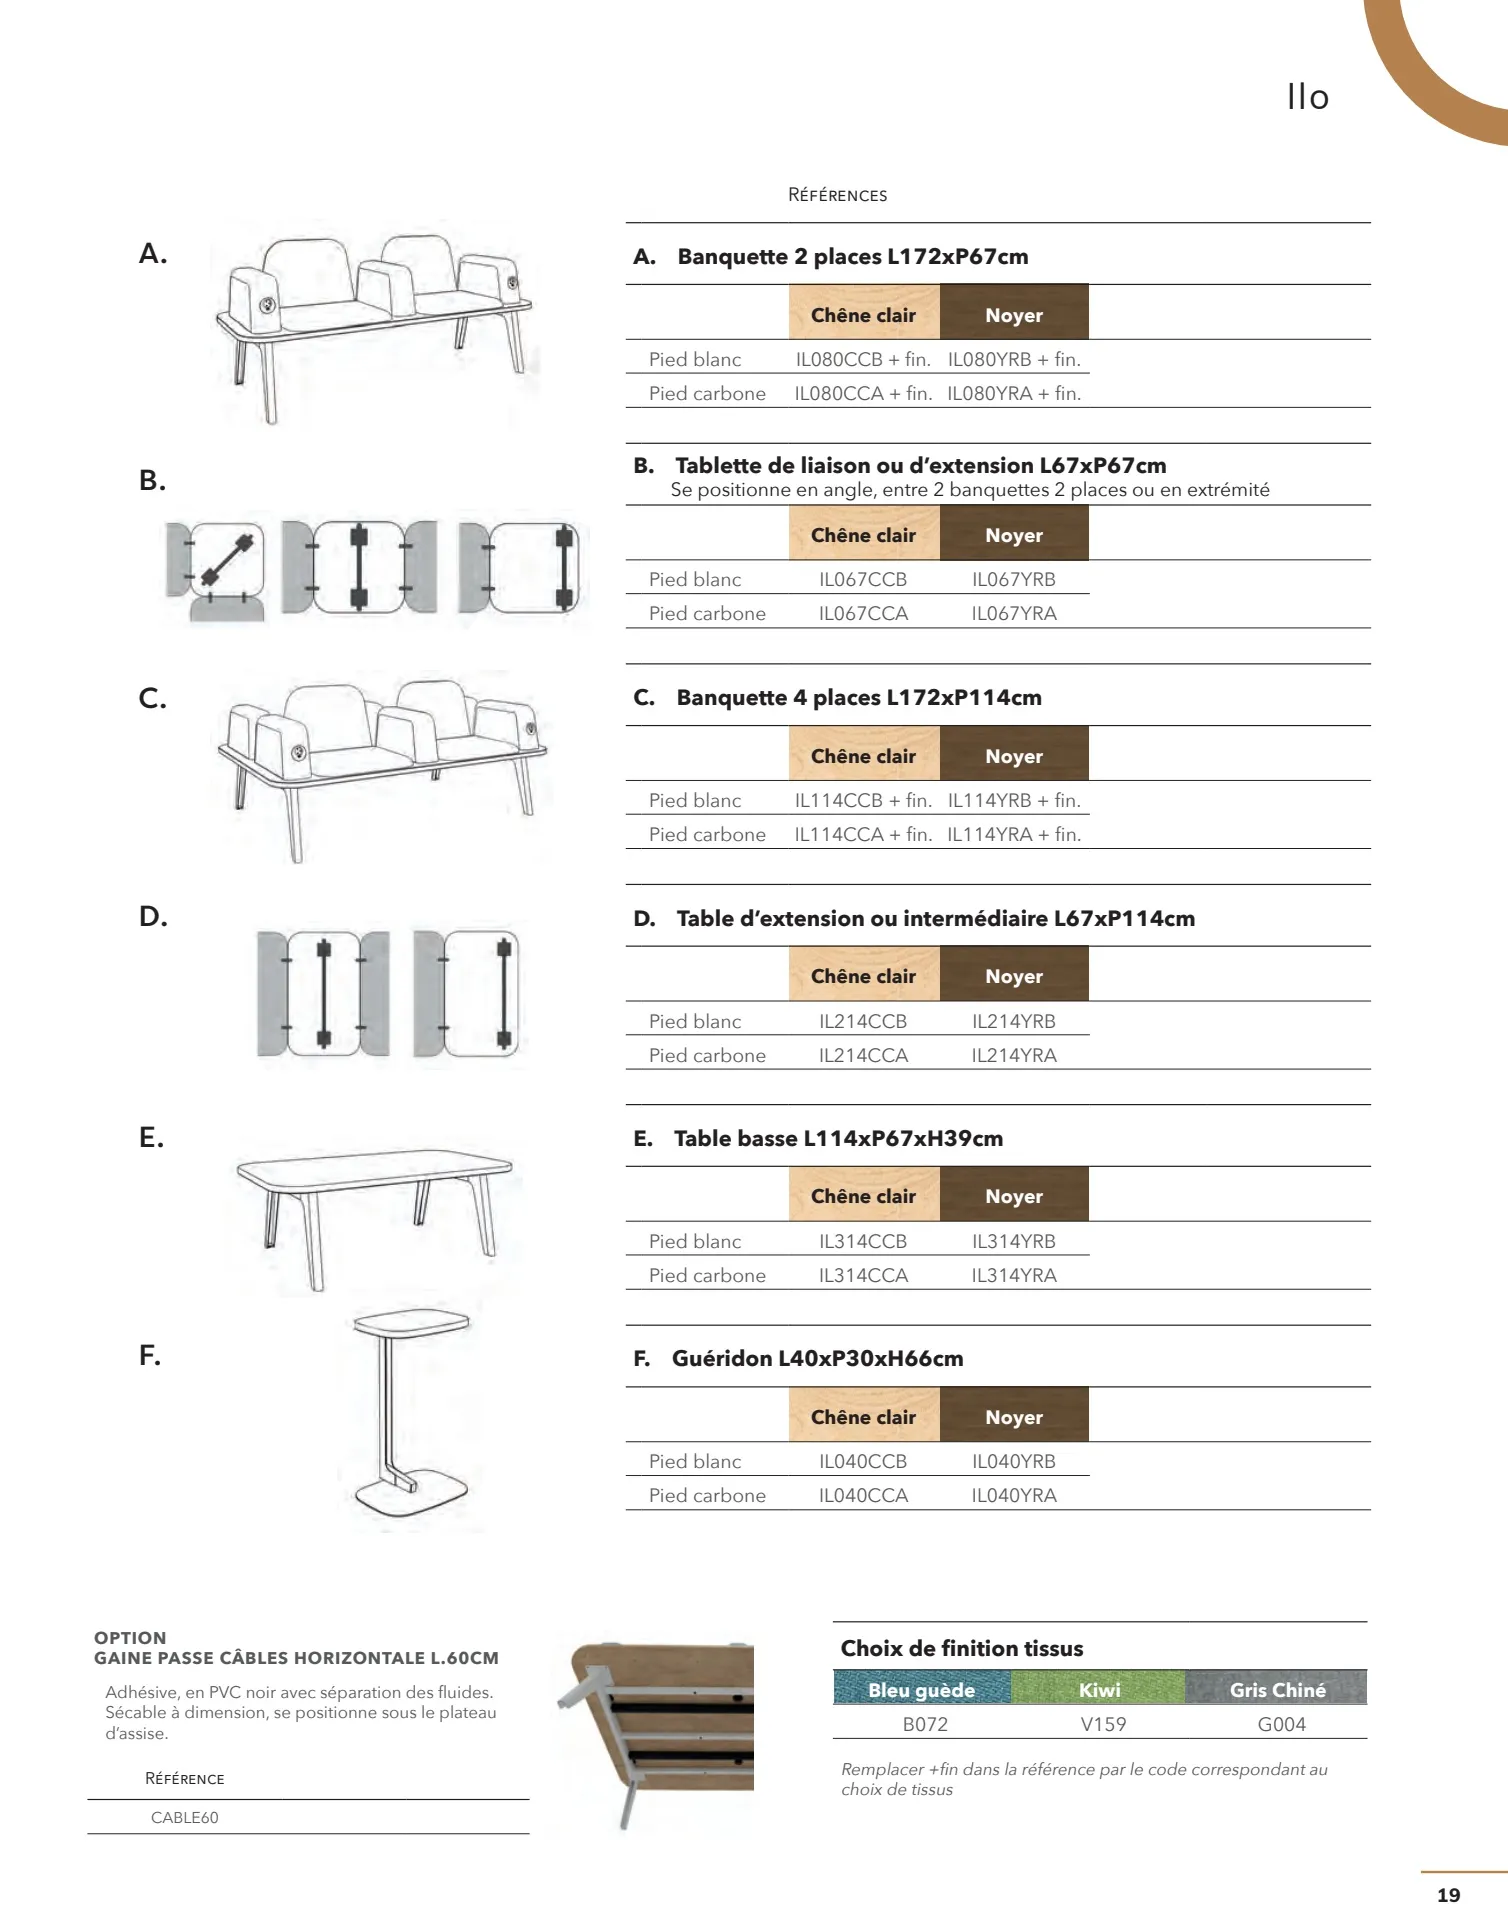 Ilo
RÉFÉRENCES
A.
A. Banquette 2 places L172xP67cm
Chêne clair Noyer
Pied blanc IL080CCB + fin. IL080YRB + fin.
Pied carbone IL080CCA + fin. IL080YRA + fin.
B.
B. Tablette de liaison ou d’extension L67xP67cm
Se positionne en angle, entre 2 banquettes 2 places ou en extrémité
Chêne clair Noyer
Pied blanc IL067CCB IL067YRB
Pied carbone IL067CCA IL067YRA
C.
C. Banquette 4 places L172xP114cm
Chêne clair Noyer
Pied blanc IL114CCB + fin. IL114YRB + fin.
Pied carbone IL114CCA + fin. IL114YRA + fin.
D.
D. Table d’extension ou intermédiaire L67xP114cm
Chêne clair Noyer
Pied blanc IL214CCB IL214YRB
Pied carbone IL214CCA IL214YRA
E.
E. Table basse L114xP67xH39cm
Chêne clair Noyer
Pied blanc IL314CCB IL314YRB
Pied carbone IL314CCA IL314YRA
F.
F. Guéridon L40xP30xH66cm
Chêne clair Noyer
Pied blanc IL040CCB IL040YRB
Pied carbone IL040CCA IL040YRA
OPTION
GAINE PASSE CÂBLES HORIZONTALE L.60CM
Adhésive, en PVC noir avec séparation des fluides.
Sécable à dimension, se positionne sous le plateau
d’assise.
RÉFÉRENCE
CABLE60
Choix de finition tissus
Bleu guède Kiwi Gris Chiné
B072 V159 G004
Remplacer +fin dans la référence par le code correspondant au
choix de tissus
19